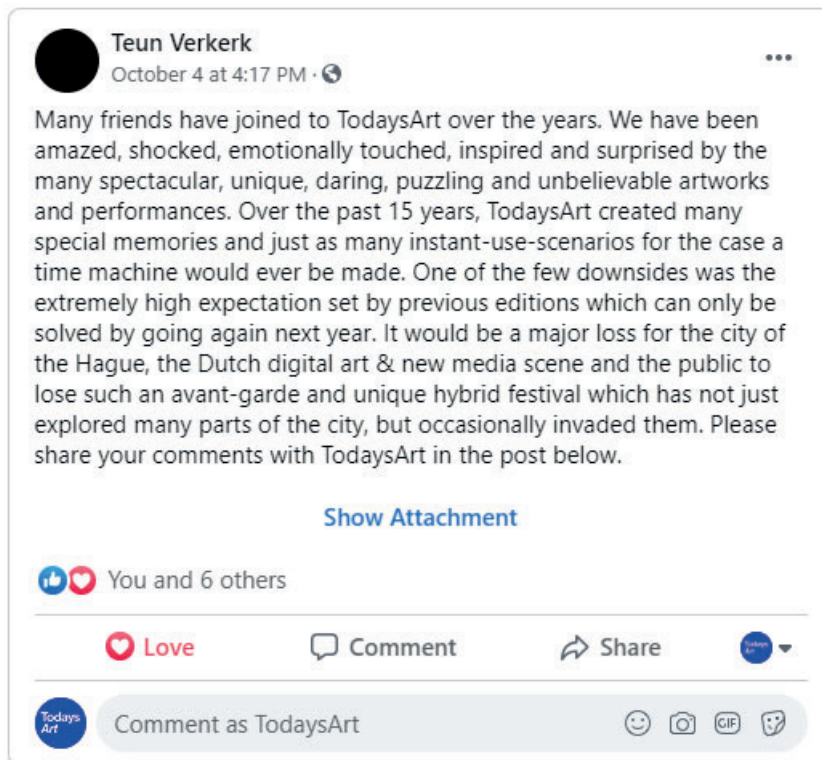 Teun Verkerk
October 4 at 4:17 PM ·
Many friends have joined to TodaysArt over the years. We have been
amazed, shocked, emotionally touched, inspired and surprised by the
many spectacular, unique, daring, puzzling and unbelievable artworks
and performances. Over the past 15 years, TodaysArt created many
special memories and just as many instant-use-scenarios for the case a
time machine would ever be made. One of the few downsides was the
extremely high expectation set by previous editions which can only be
solved by going again next year. It would be a major loss for the city of
the Hague, the Dutch digital art & new media scene and the public to
lose such an avant-garde and unique hybrid festival which has not just
explored many parts of the city, but occasionally invaded them. Please
share your comments with TodaysArt in the post below.
Show Attachment
You and 6 others
Love Comment Share Todays
Art
Todays
Art
Comment as TodaysArt GIF